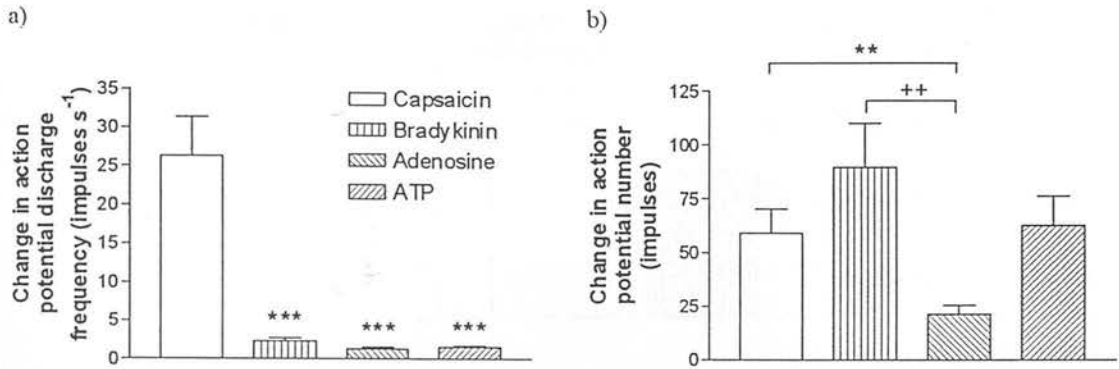 a)
Change in action
potential discharge
frequency (impulses s⁻¹)
35
30
25
20
15
10
5
0
***
***
***
Capsaicin
Bradykinin
Adenosine
ATP
b)
Change in action
potential number
(impulses)
125
100
75
50
25
0
**
++